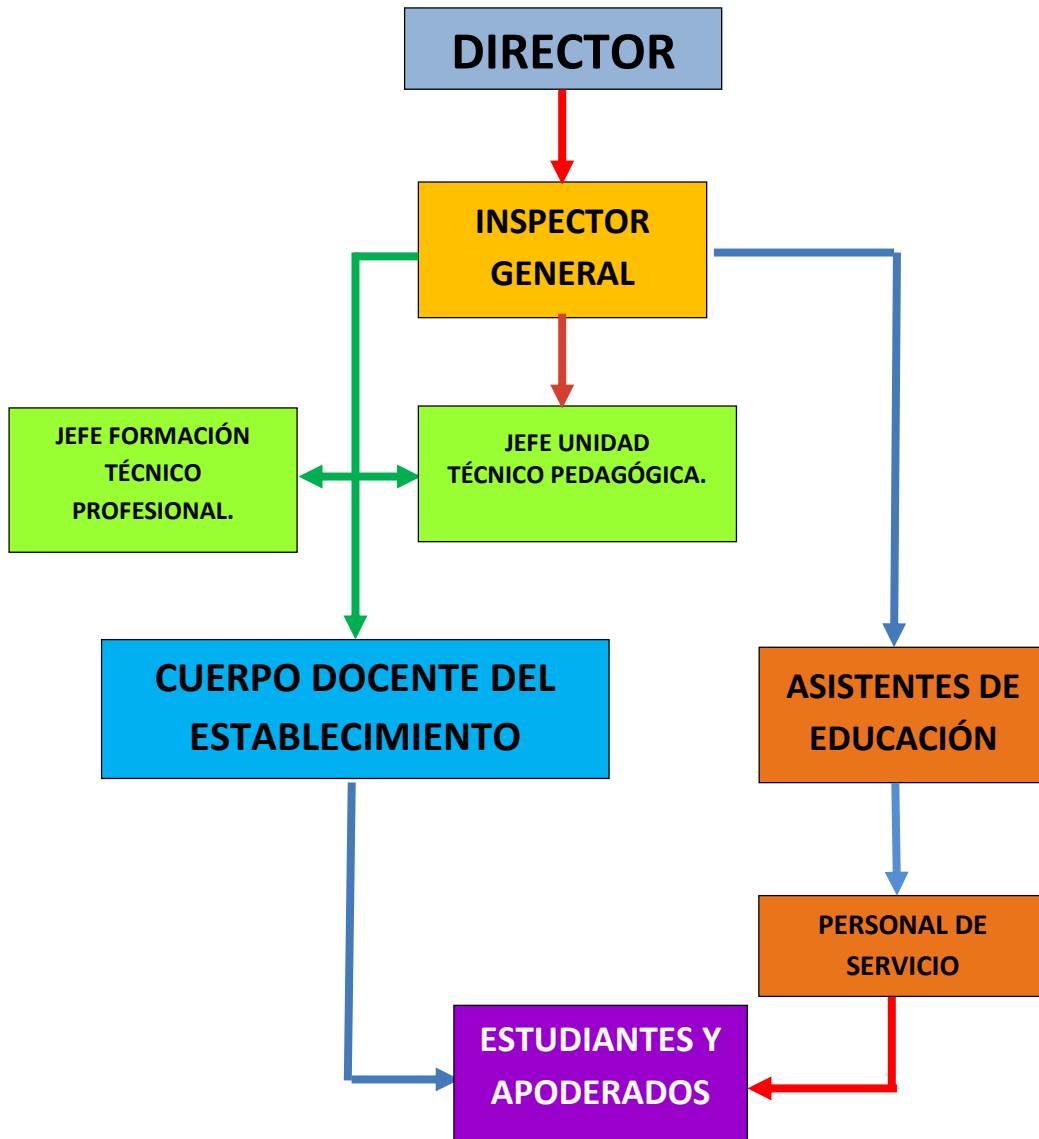 DIRECTOR
INSPECTOR
GENERAL
JEFE FORMACIÓN
TÉCNICO
PROFESIONAL.
JEFE UNIDAD
TÉCNICO PEDAGÓGICA.
CUERPO DOCENTE DEL
ESTABLECIMIENTO
ASISTENTES DE
EDUCACIÓN
PERSONAL DE
SERVICIO
ESTUDIANTES Y
APODERADOS